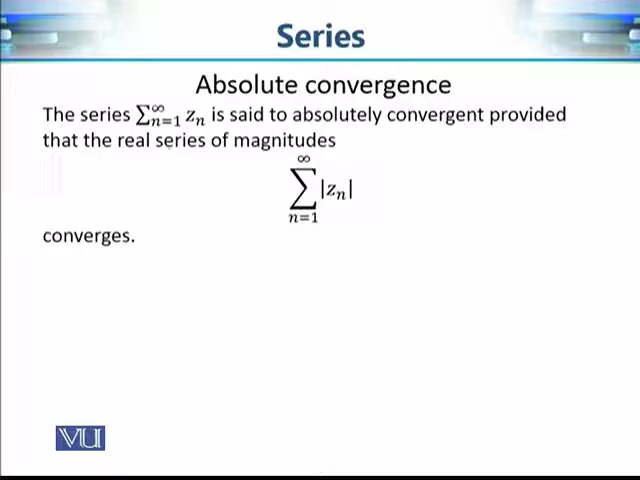 Series
Absolute convergence
The series ∑_{n=1}^{∞} z_n is said to absolutely convergent provided
that the real series of magnitudes
∑_{n=1}^{∞} |z_n|
converges.
VU